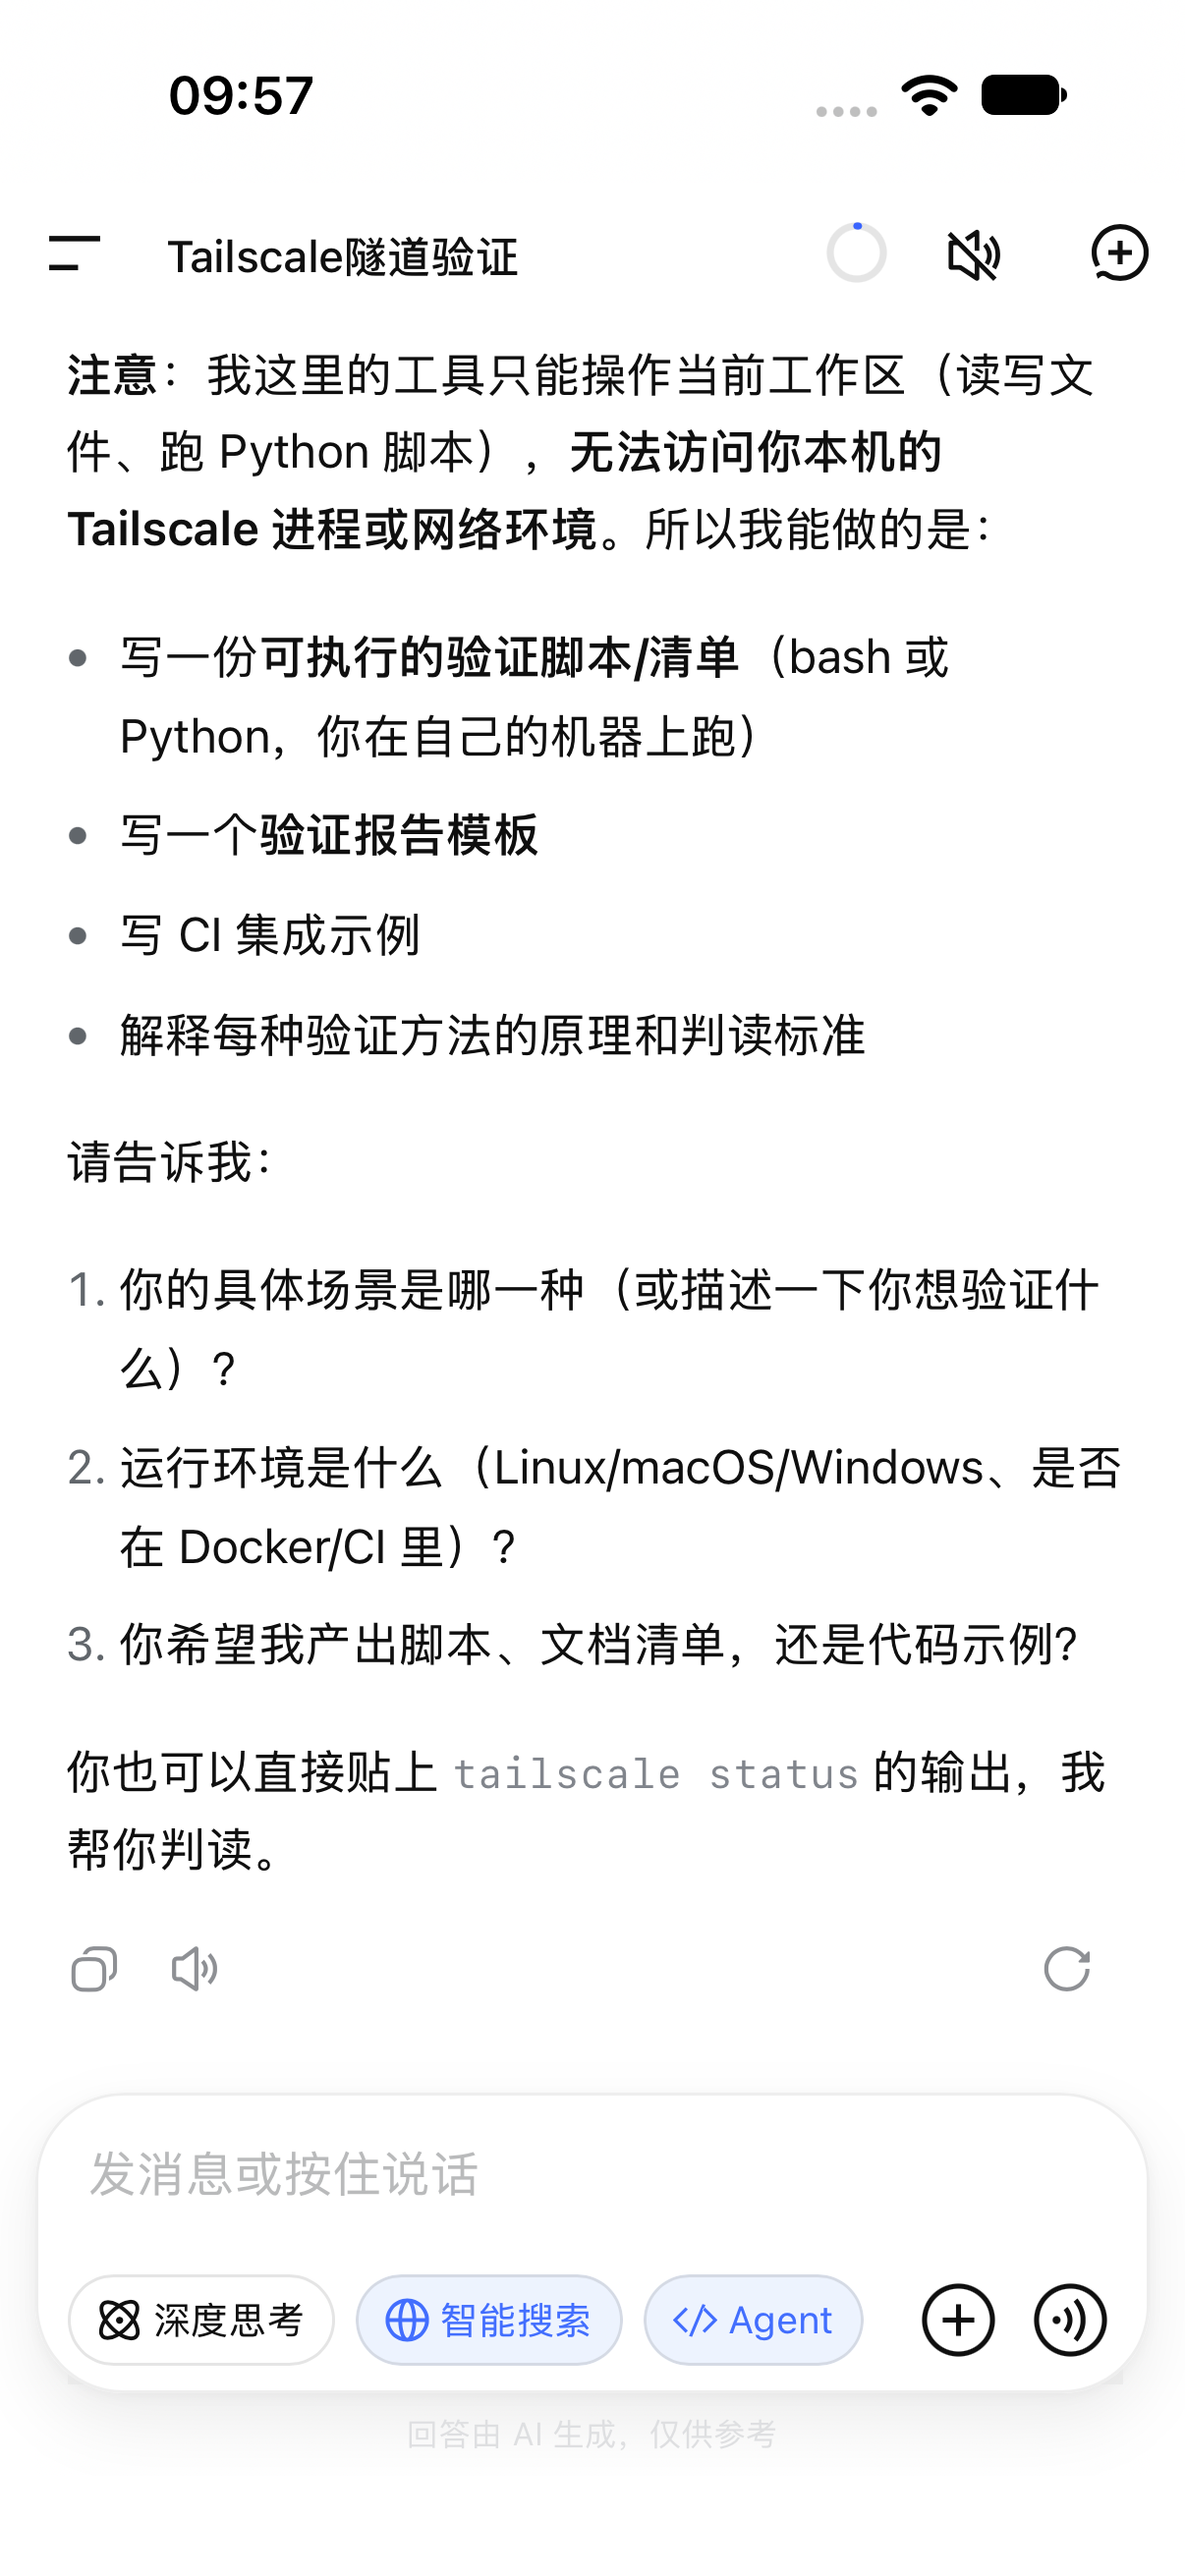 09:57
Tailscale隧道验证
注意：我这里的工具只能操作当前工作区（读写文
件、跑 Python 脚本），无法访问你本机的
Tailscale 进程或网络环境。所以我能做的是：
写一份可执行的验证脚本/清单（bash 或
Python，你在自己的机器上跑）
写一个验证报告模板
写 CI 集成示例
解释每种验证方法的原理和判读标准
请告诉我：
1. 你的具体场景是哪一种（或描述一下你想验证什
么）？
2. 运行环境是什么（Linux/macOS/Windows、是否
在 Docker/CI 里）？
3. 你希望我产出脚本、文档清单，还是代码示例？
你也可以直接贴上 tailscale status 的输出，我
帮你判读。
发消息或按住说话
深度思考 智能搜索 Agent
回答由 AI 生成，仅供参考